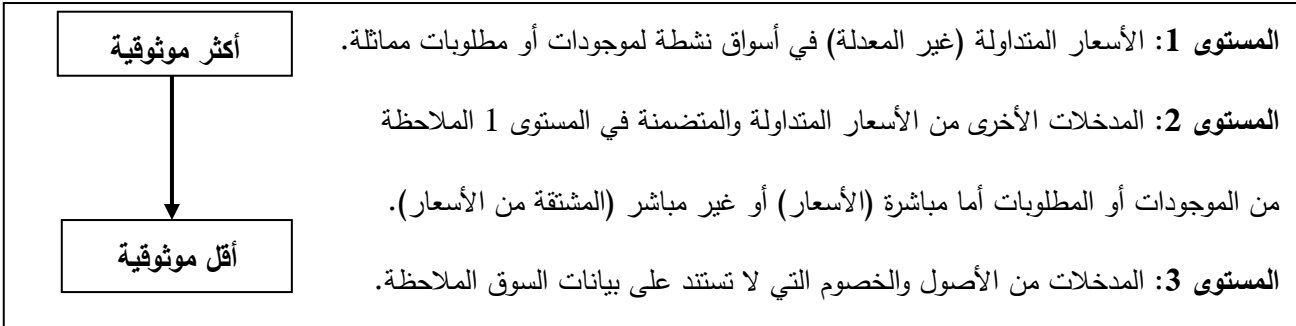 المستوى 1: الأسعار المتداولة (غير المعدلة) في أسواق نشطة لموجودات أو مطلوبات مماثلة.
المستوى 2: المدخلات الأخرى من الأسعار المتداولة والمتضمنة في المستوى 1 الملاحظة
من الموجودات أو المطلوبات أما مباشرة (الأسعار) أو غير مباشر (المشتقة من الأسعار).
المستوى 3: المدخلات من الأصول والخصوم التي لا تستند على بيانات السوق الملاحظة.
أكثر موثوقية
أقل موثوقية